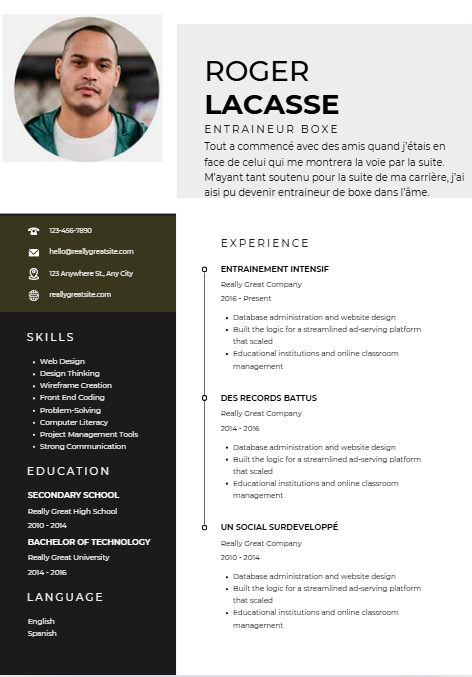 ROGER
LACASSE
ENTRAINEUR BOXE
Tout a commencé avec des amis quand j'étais en
face de celui qui me montrera la voie par la suite.
M'ayant tant soutenu pour la suite de ma carrière, j'ai
aisi pu devenir entraineur de boxe dans l'âme.
123-456-7890
hello@reallygreatsite.com
123 Anywhere St., Any City
reallygreatsite.com
SKILLS
• Web Design
• Design Thinking
• Wireframe Creation
• Front End Coding
• Problem-Solving
• Computer Literacy
• Project Management Tools
• Strong Communication
EDUCATION
SECONDARY SCHOOL
Really Great High School
2010 - 2014
BACHELOR OF TECHNOLOGY
Really Great University
2014 - 2016
LANGUAGE
English
Spanish
EXPERIENCE
ENTRAINEMENT INTENSIF
Really Great Company
2016 - Present
• Database administration and website design
• Built the logic for a streamlined ad-serving platform
that scaled
• Educational institutions and online classroom
management
DES RECORDS BATTUS
Really Great Company
2014 - 2016
• Database administration and website design
• Built the logic for a streamlined ad-serving platform
that scaled
• Educational institutions and online classroom
management
UN SOCIAL SURDEVELOPPÉ
Really Great Company
2010 - 2014
• Database administration and website design
• Built the logic for a streamlined ad-serving platform
that scaled
• Educational institutions and online classroom
management